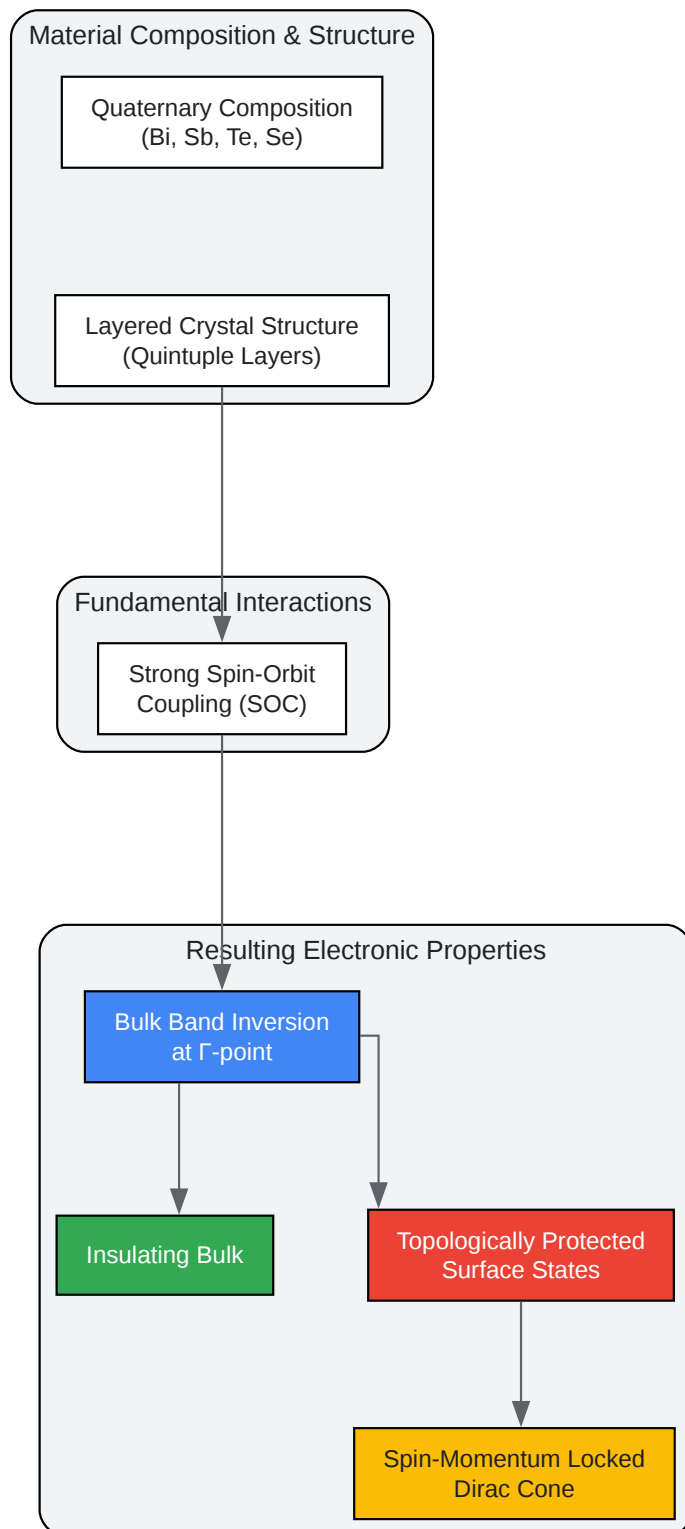 Material Composition & Structure
Quaternary Composition
(Bi, Sb, Te, Se)
Layered Crystal Structure
(Quintuple Layers)
Fundamental Interactions
Strong Spin-Orbit
Coupling (SOC)
Resulting Electronic Properties
Bulk Band Inversion
at Γ-point
Insulating Bulk
Topologically Protected
Surface States
Spin-Momentum Locked
Dirac Cone